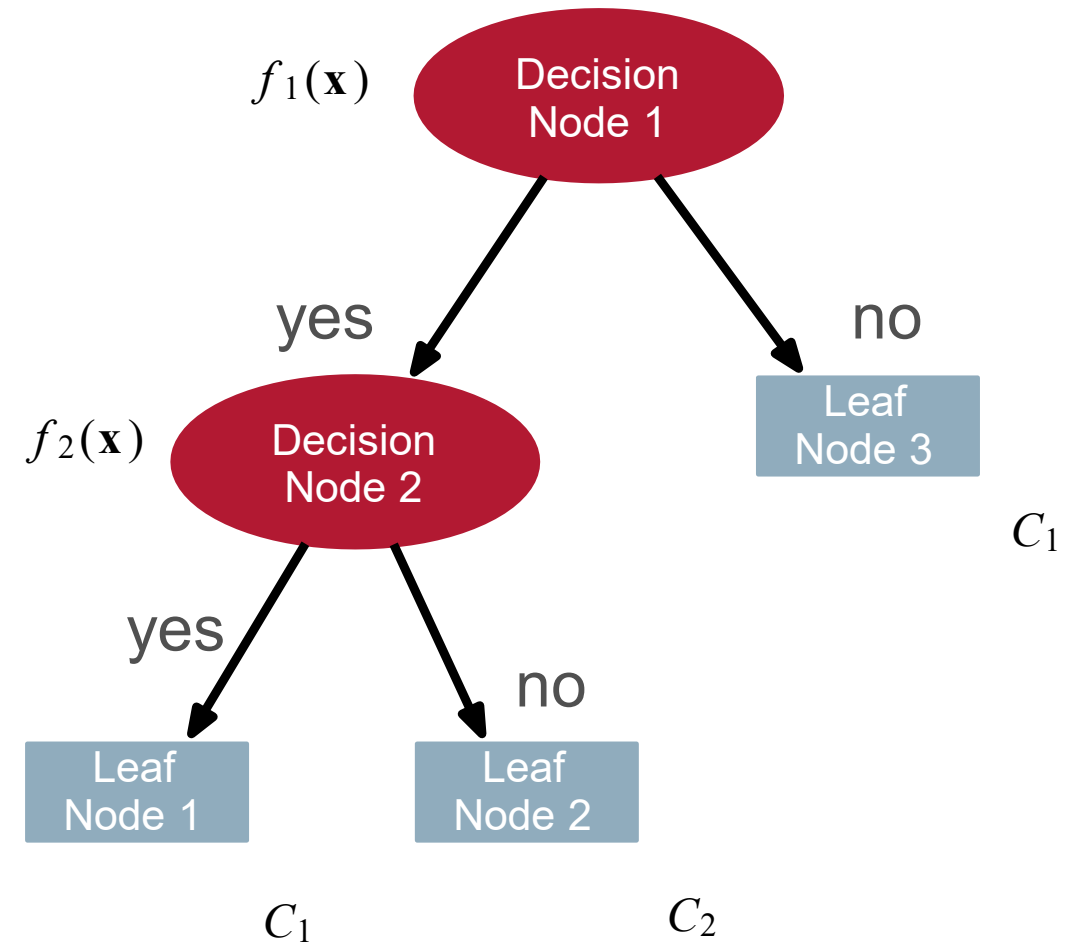 f1(x)
Decision
Node 1
yes
no
Leaf
Node 3
f2(x)
Decision
Node 2
C1
yes
no
Leaf
Node 1
Leaf
Node 2
C1
C2